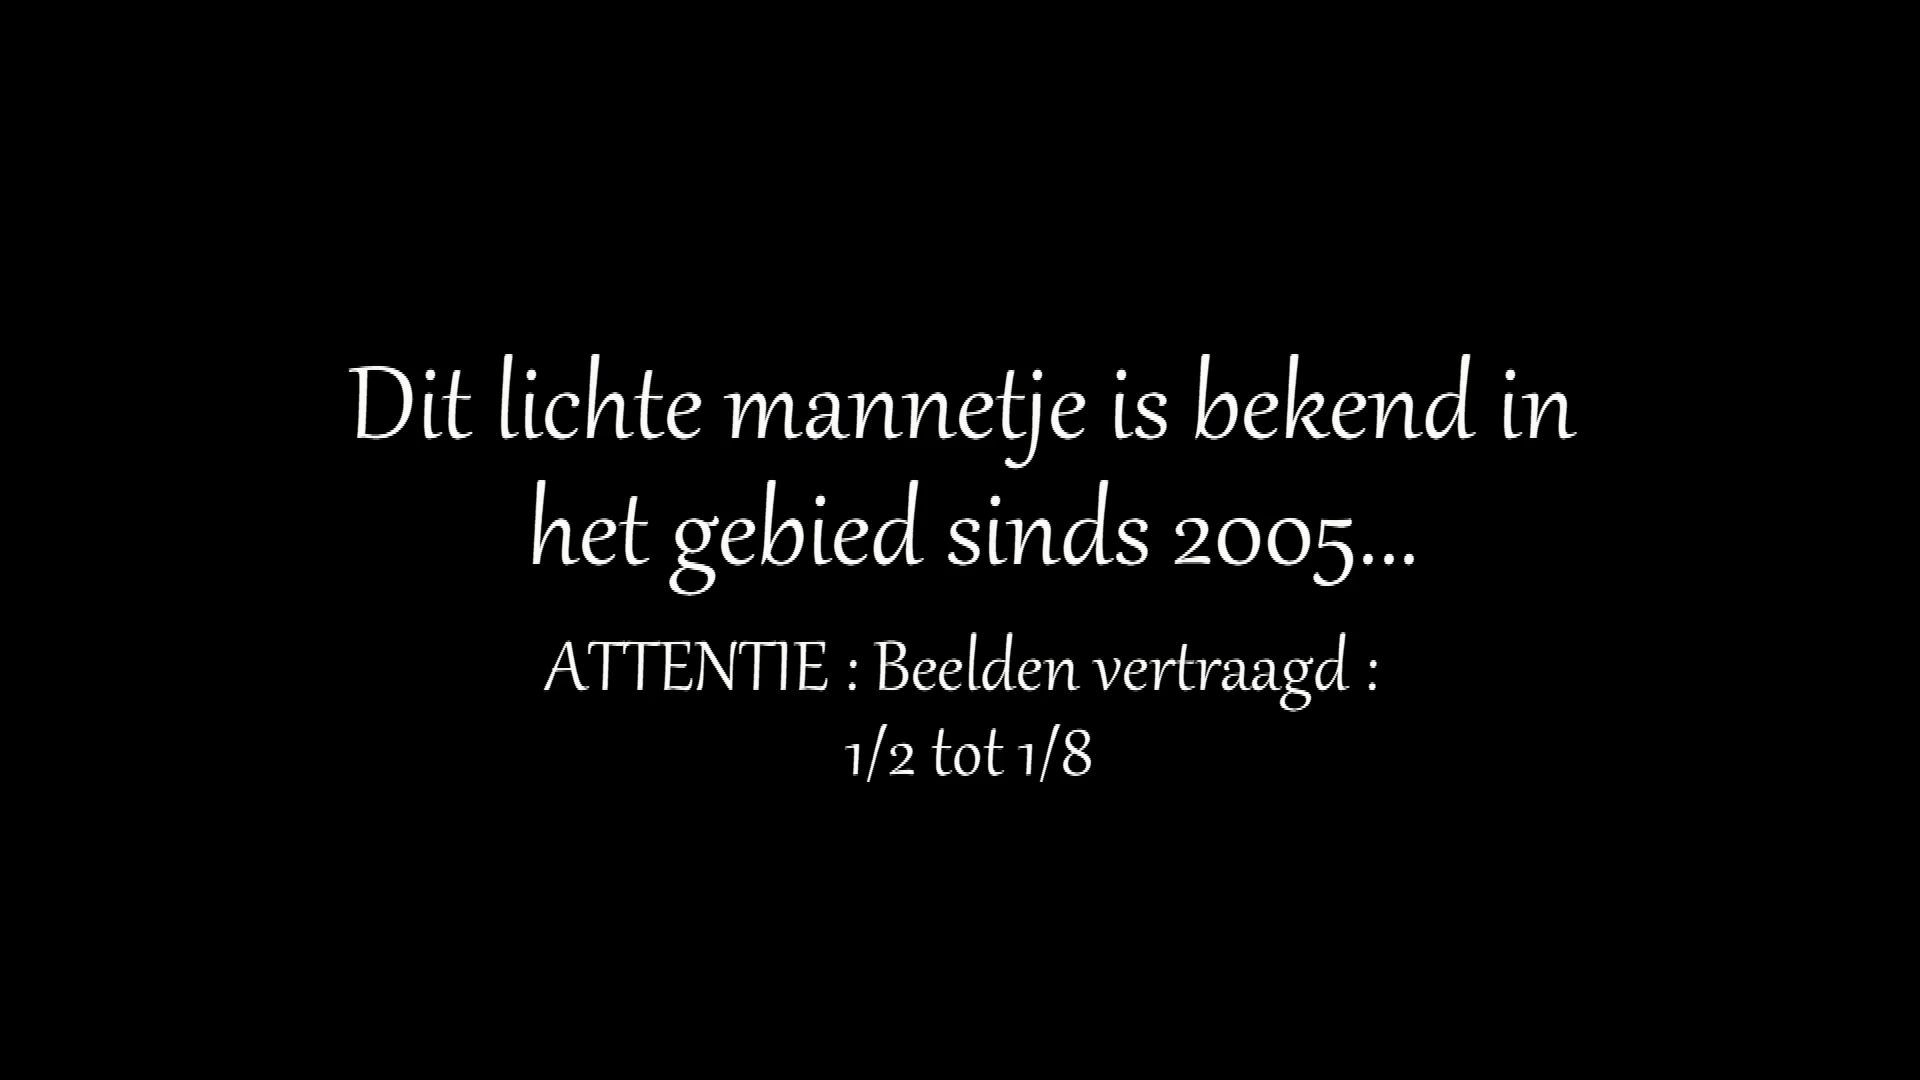 Dit lichte mannetje is bekend in
het gebied sinds 2005...
ATTENTIE : Beelden vertraagd :
1/2 tot 1/8